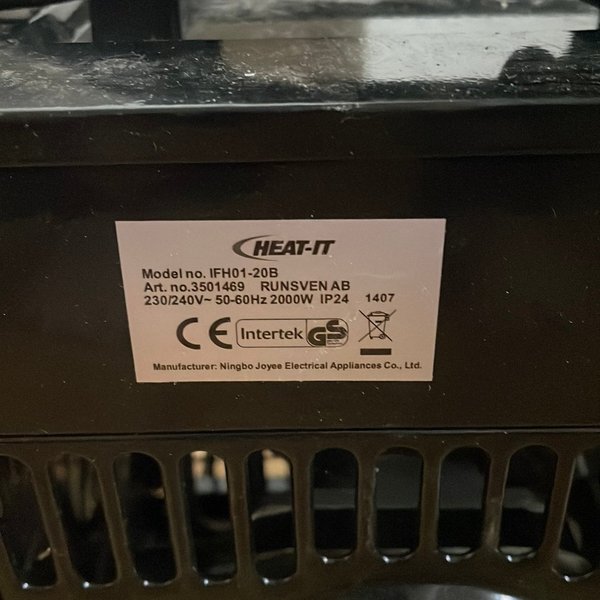 HEAT-IT
Model no. IFH01-20B
Art. no.3501469 RUNSVEN AB
230/240V~ 50-60Hz 2000W IP24 1407
CE Intertek GS
Manufacturer: Ningbo Joyee Electrical Appliances Co., Ltd.